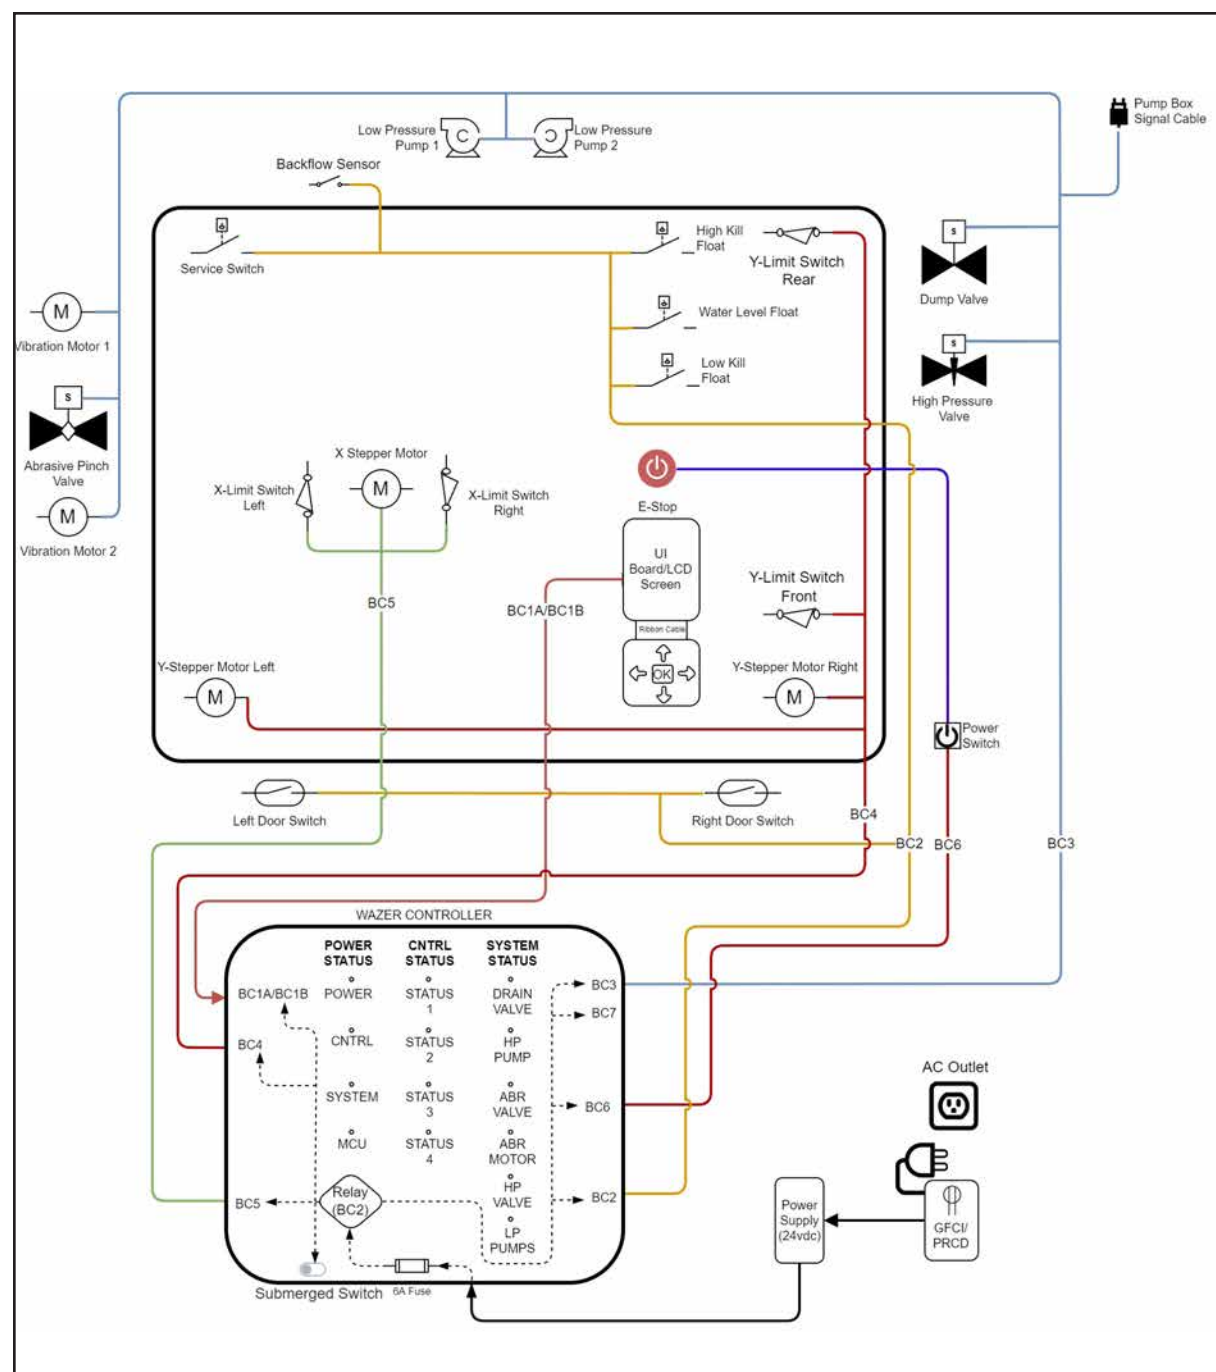 Pump Box
Signal Cable
Low Pressure
Pump 1
Low Pressure
Pump 2
Backflow Sensor
Service Switch
High Kill
Float
Y-Limit Switch
Rear
S
Dump Valve
M
Vibration Motor 1
Water Level Float
Low Kill
Float
S
High Pressure
Valve
S
Abrasive Pinch
Valve
M
Vibration Motor 2
X Stepper Motor
M
X-Limit Switch
Left
X-Limit Switch
Right
E-Stop
UI
Board/LCD
Screen
Ribbon Cable
OK
BC5
BC1A/BC1B
Y-Limit Switch
Front
Y-Stepper Motor Left
M
Y-Stepper Motor Right
M
Power
Switch
Left Door Switch
Right Door Switch
BC4
BC2
BC6
BC3
WAZER CONTROLLER
POWER
STATUS
CNTRL
STATUS
SYSTEM
STATUS
BC1A/BC1B
POWER
STATUS
1
DRAIN
VALVE
BC3
BC7
BC4
CNTRL
STATUS
2
HP
PUMP
SYSTEM
STATUS
3
ABR
VALVE
BC6
MCU
STATUS
4
ABR
MOTOR
BC5
Relay
(BC2)
HP
VALVE
BC2
LP
PUMPS
Submerged Switch
6A Fuse
AC Outlet
Power
Supply
(24vdc)
GFCI/
PRCD